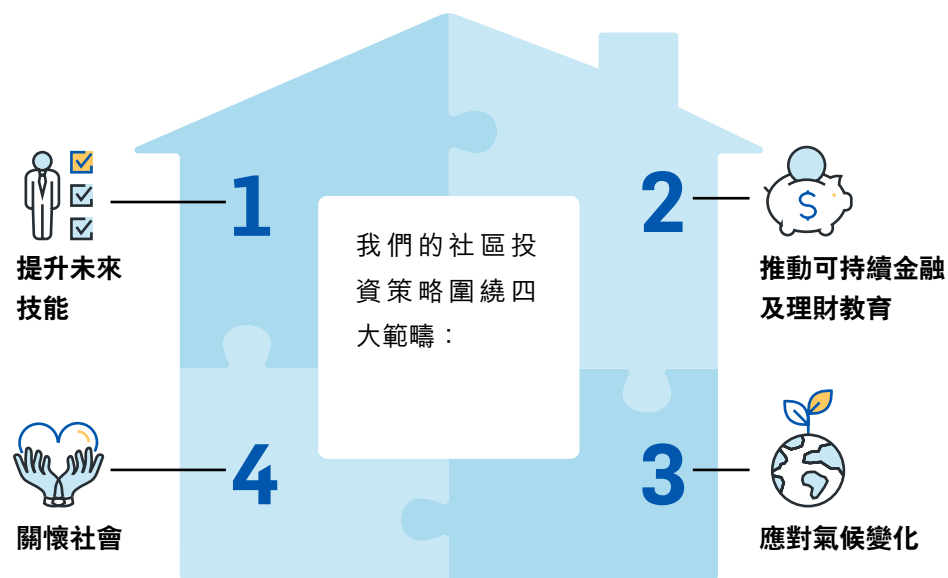 我們的社區投
資策略圍繞四
大範疇：
1
提升未來
技能
2
$
推動可持續金融
及理財教育
3
應對氣候變化
4
關懷社會